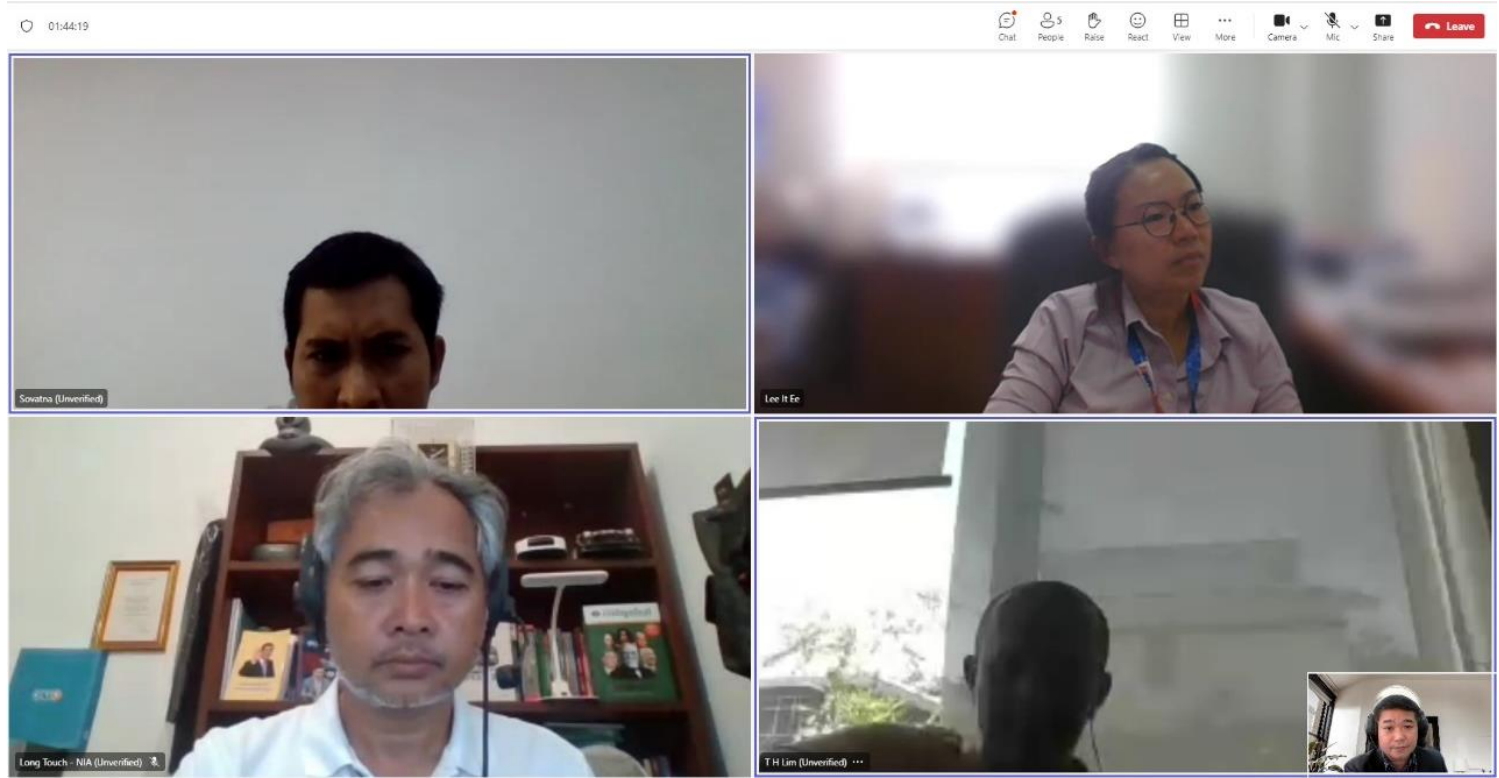 01:44:19
Chat
People
5
Raise
React
View
More
Camera
Mic
Share
Leave
Sovatna (Unverified)
Lee It Ee
Long Touch - NIA (Unverified)
T H Lim (Unverified)